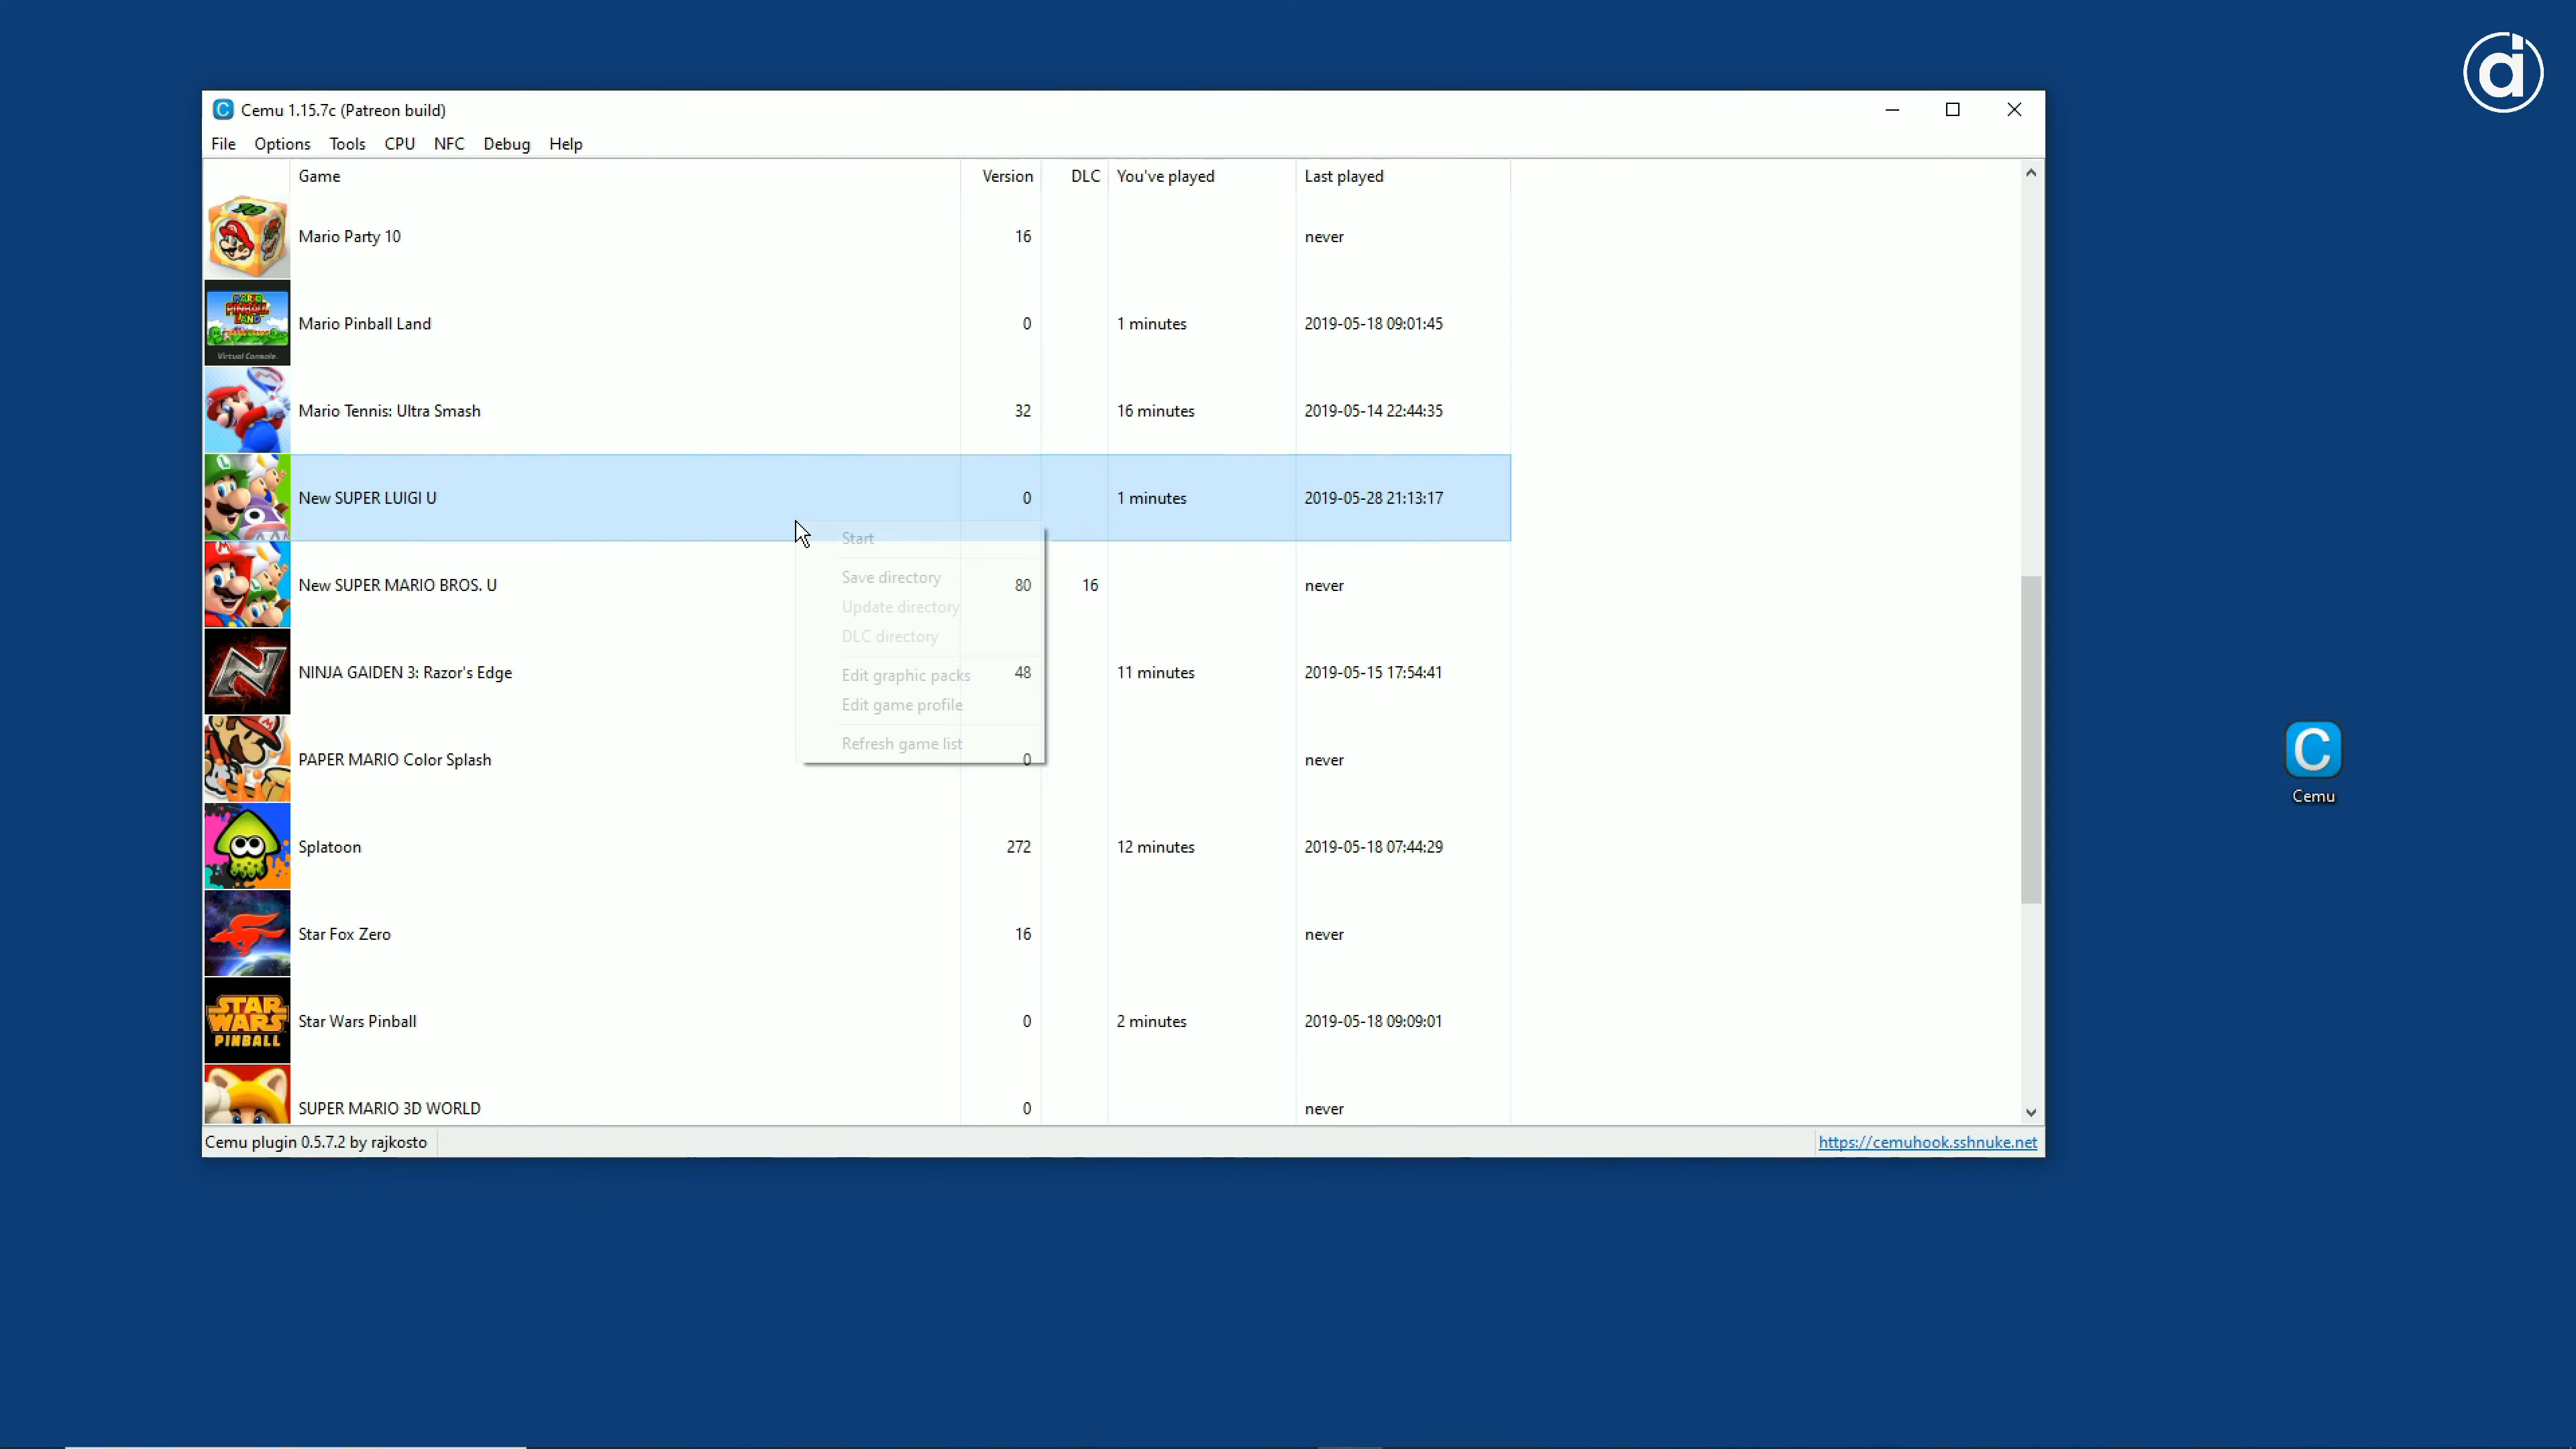 Cemu 1.15.7c (Patreon build)
File Options Tools CPU NFC Debug Help
Game Version DLC You've played Last played
Mario Party 10 16 never
MARIO PINBALL LAND
Virtual Console
Mario Pinball Land 0 1 minutes 2019-05-18 09:01:45
Mario Tennis: Ultra Smash 32 16 minutes 2019-05-14 22:44:35
New SUPER LUIGI U 0 1 minutes 2019-05-28 21:13:17
Start
Save directory
Update directory
DLC directory
Edit graphic packs
Edit game profile
Refresh game list
New SUPER MARIO BROS. U 80 16 never
NINJA GAIDEN 3: Razor's Edge 48 11 minutes 2019-05-15 17:54:41
PAPER MARIO Color Splash 0 never
Splatoon 272 12 minutes 2019-05-18 07:44:29
Star Fox Zero 16 never
STAR WARS PINBALL
Star Wars Pinball 0 2 minutes 2019-05-18 09:09:01
SUPER MARIO 3D WORLD 0 never
Cemu plugin 0.5.7.2 by rajkosto https://cemuhook.sshnuke.net
Cemu